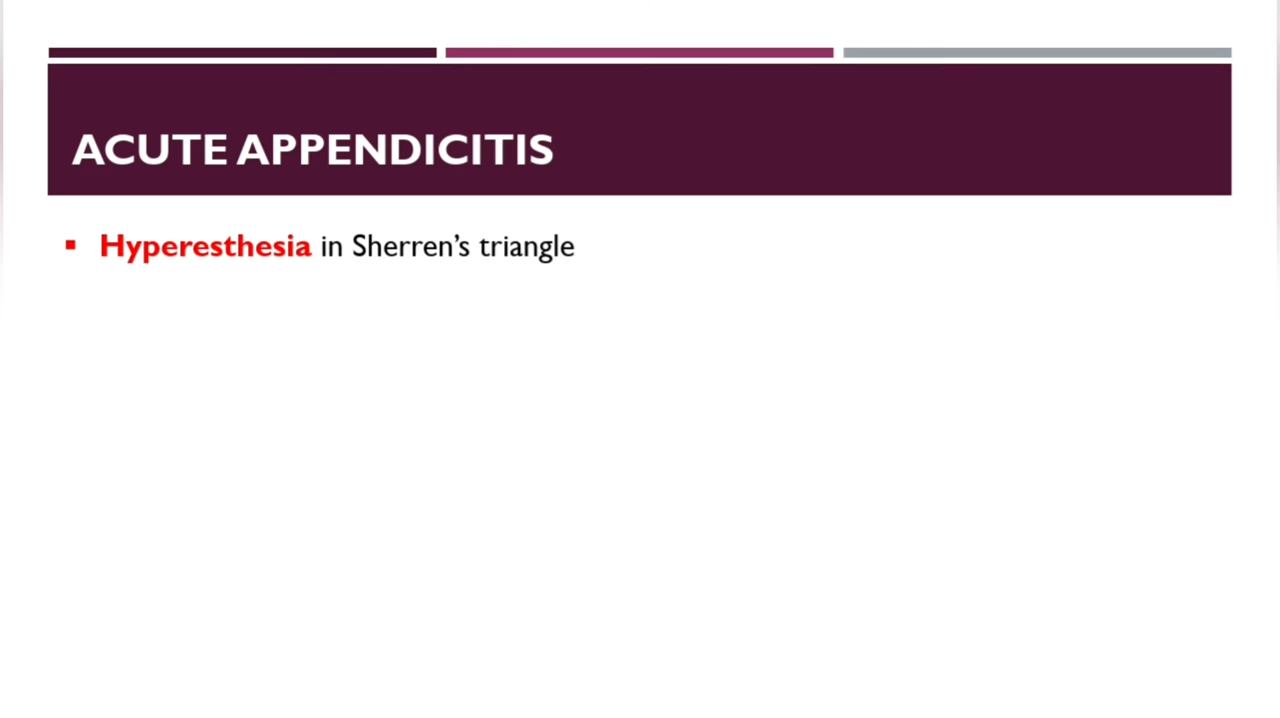 ACUTE APPENDICITIS
▪ Hyperesthesia in Sherren’s triangle